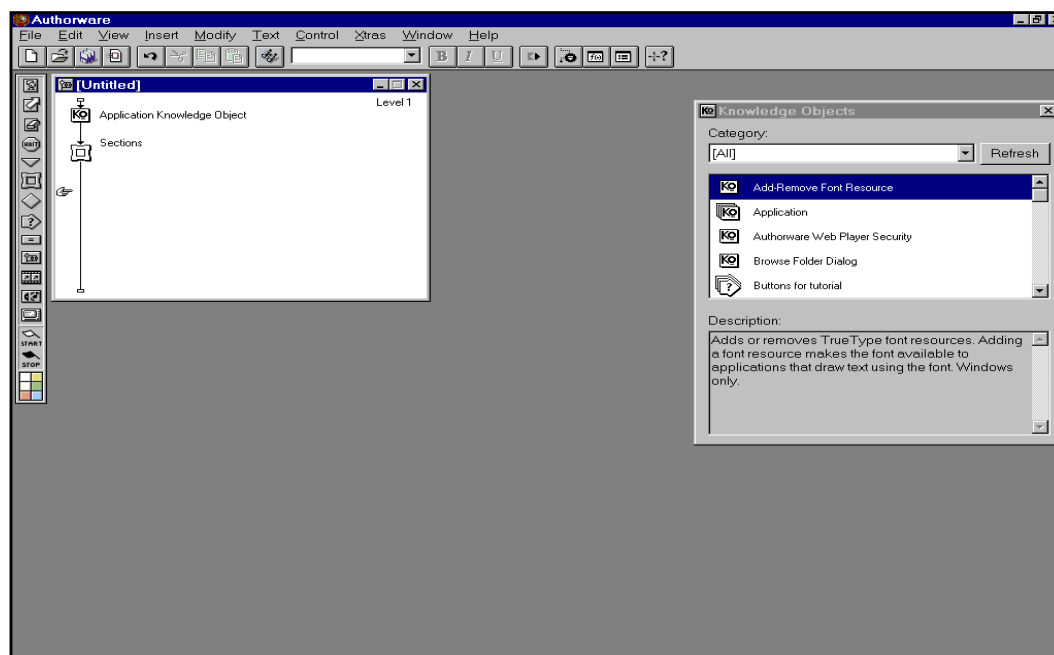 Authorware
File Edit View Insert Modify Text Control Xtras Window Help
B I U
[Untitled]
Level 1
Application Knowledge Object
Sections
WAIT
START
STOP
Knowledge Objects
Category:
[All]
Refresh
Add-Remove Font Resource
Application
Authorware Web Player Security
Browse Folder Dialog
Buttons for tutorial
Description:
Adds or removes TrueType font resources. Adding
a font resource makes the font available to
applications that draw text using the font. Windows
only.